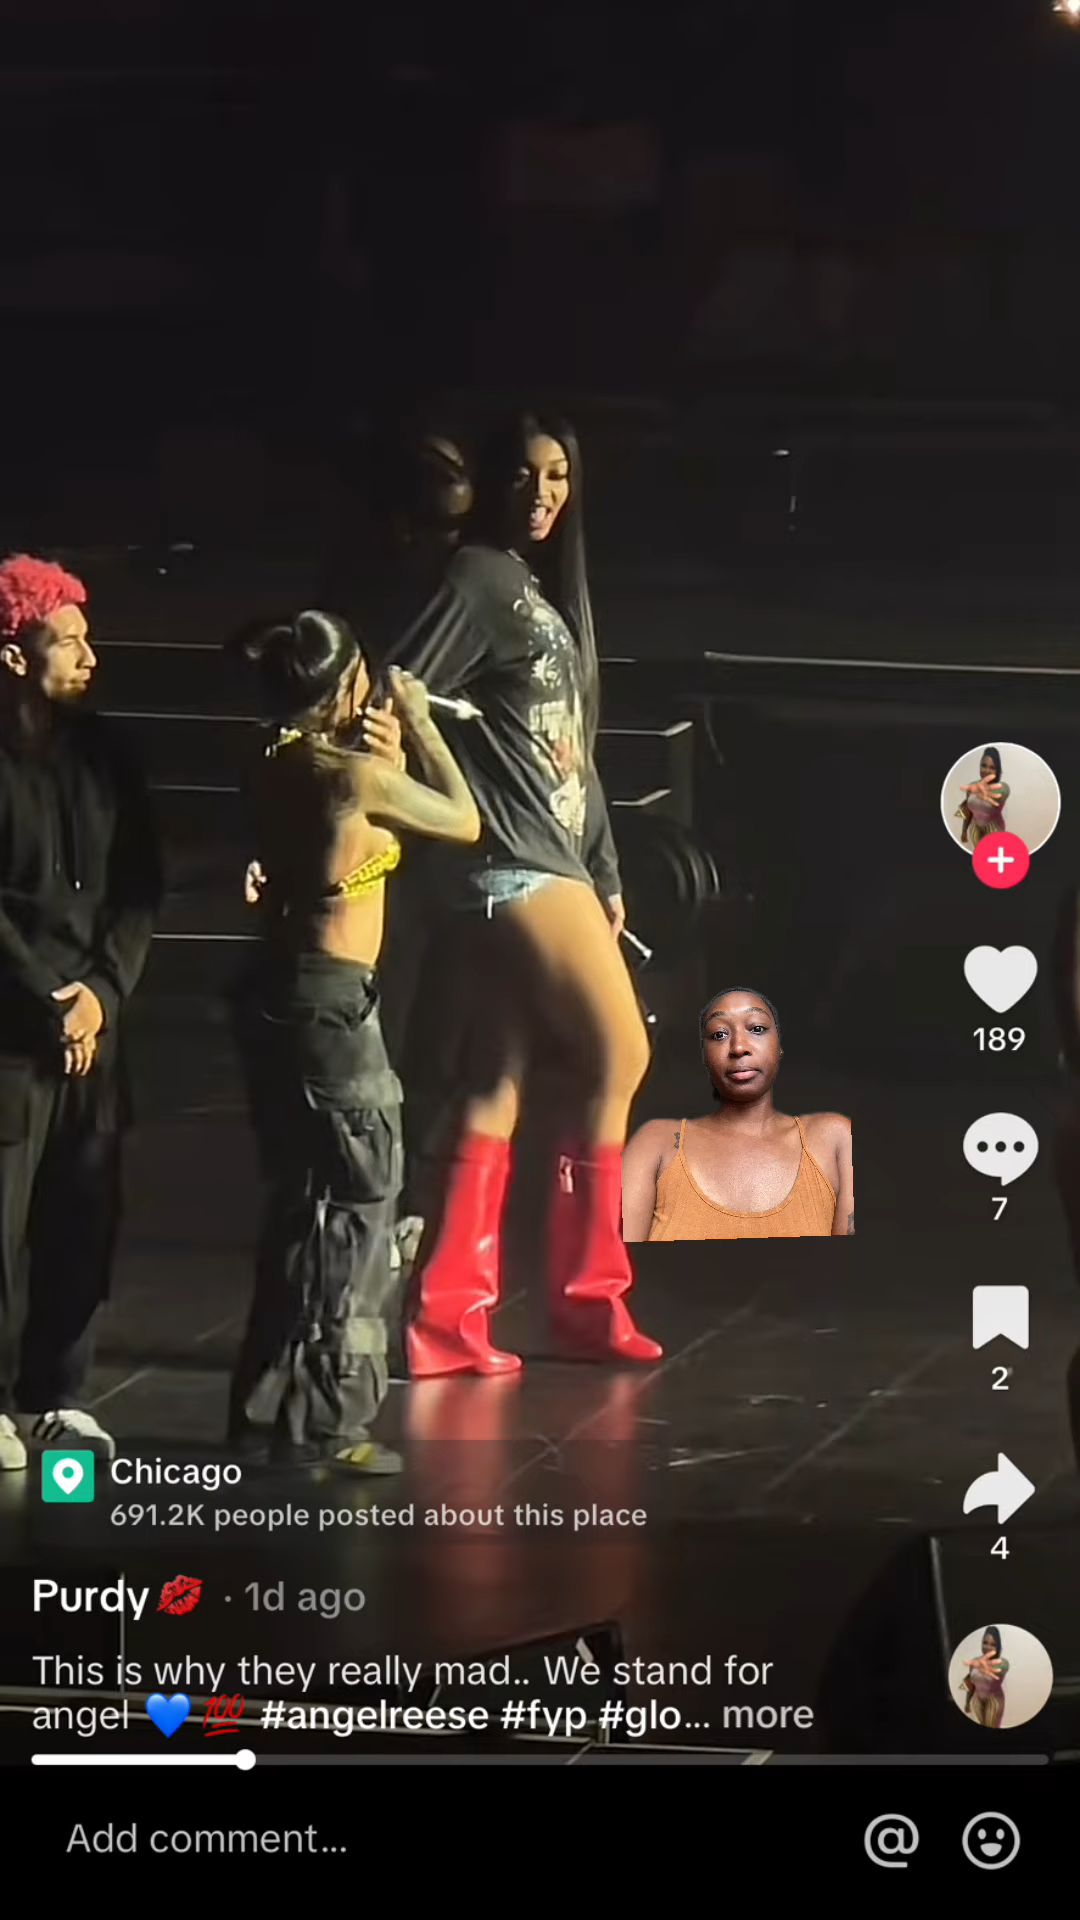 189
7
2
4
Chicago
691.2K people posted about this place
Purdy💋 · 1d ago
This is why they really mad.. We stand for
angel 💙 💯 #angelreese #fyp #glo... more
Add comment...
@